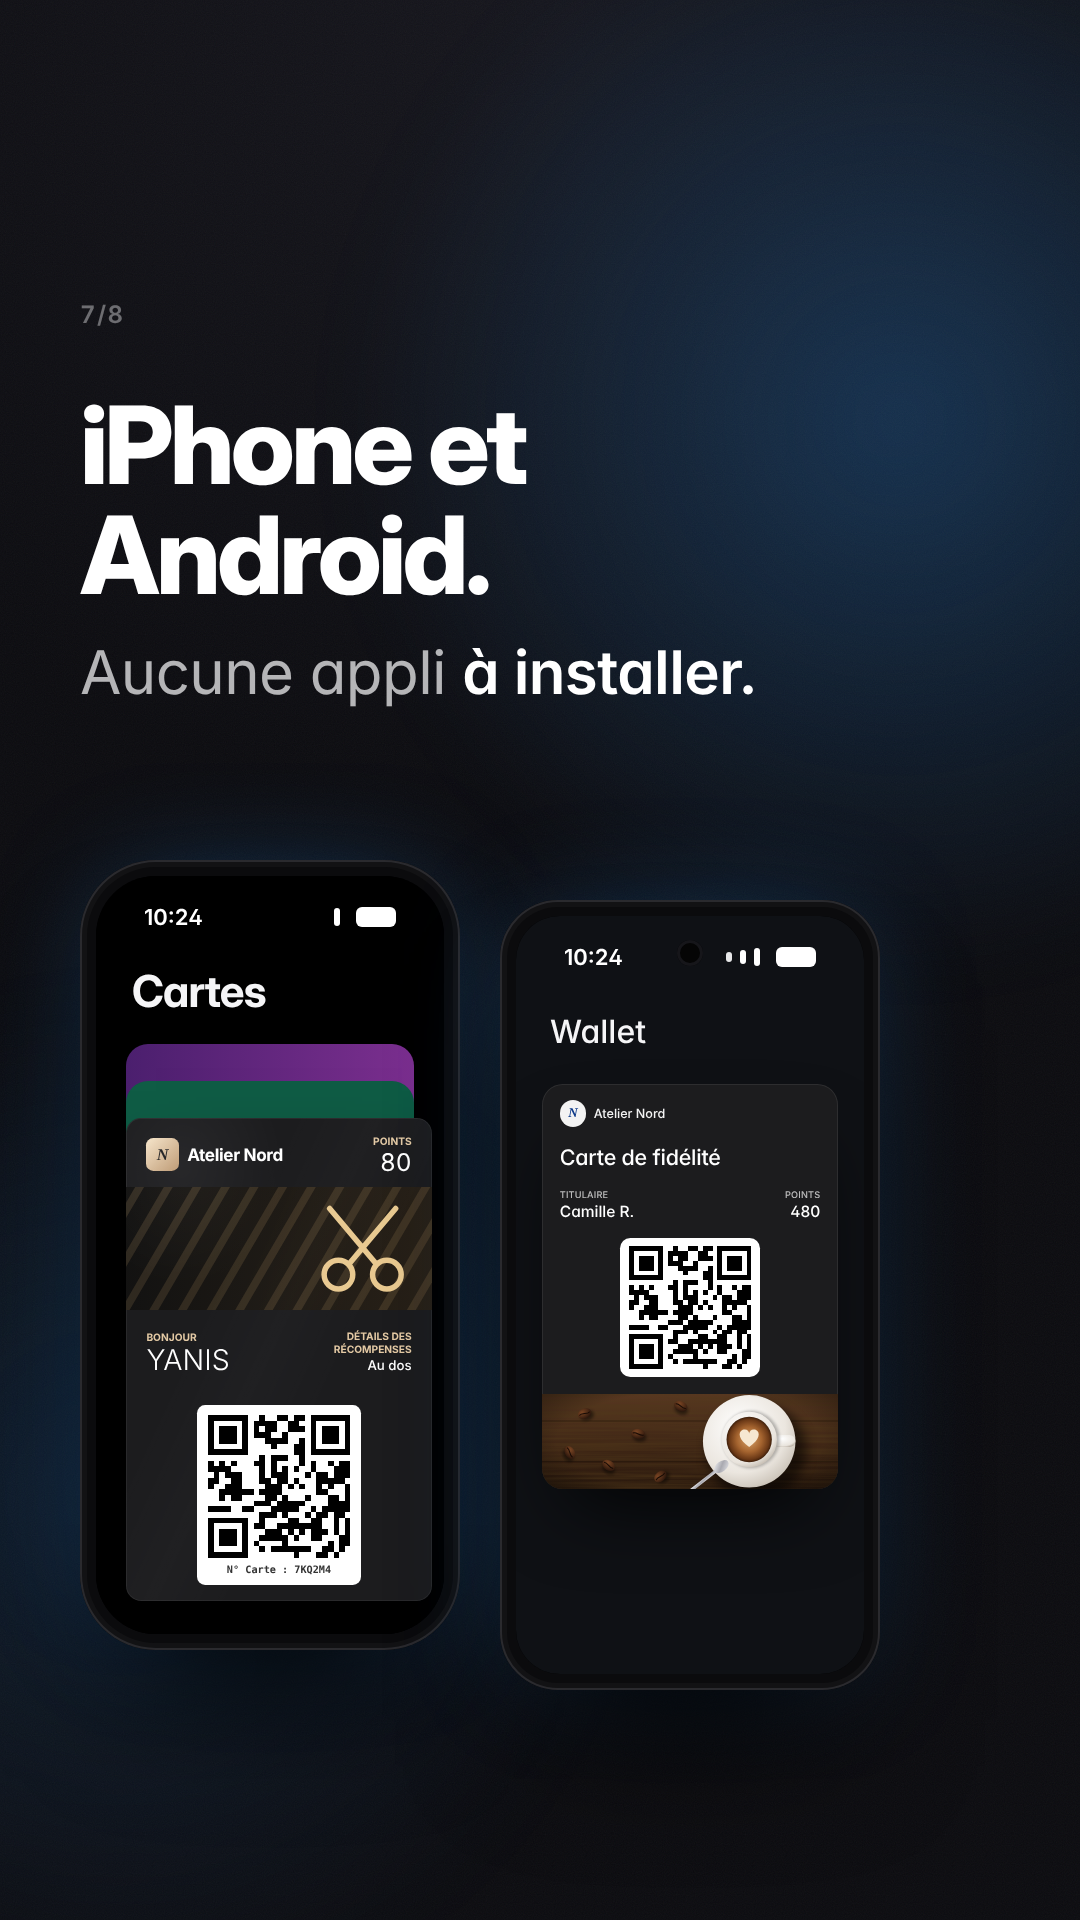 7/8
iPhone et
Android.
Aucune appli à installer.
10:24
Cartes
N
Atelier Nord
POINTS
80
BONJOUR
YANIS
DÉTAILS DES
RÉCOMPENSES
Au dos
N° Carte : 7KQ2M4
10:24
Wallet
N
Atelier Nord
Carte de fidélité
TITULAIRE
POINTS
Camille R.
480